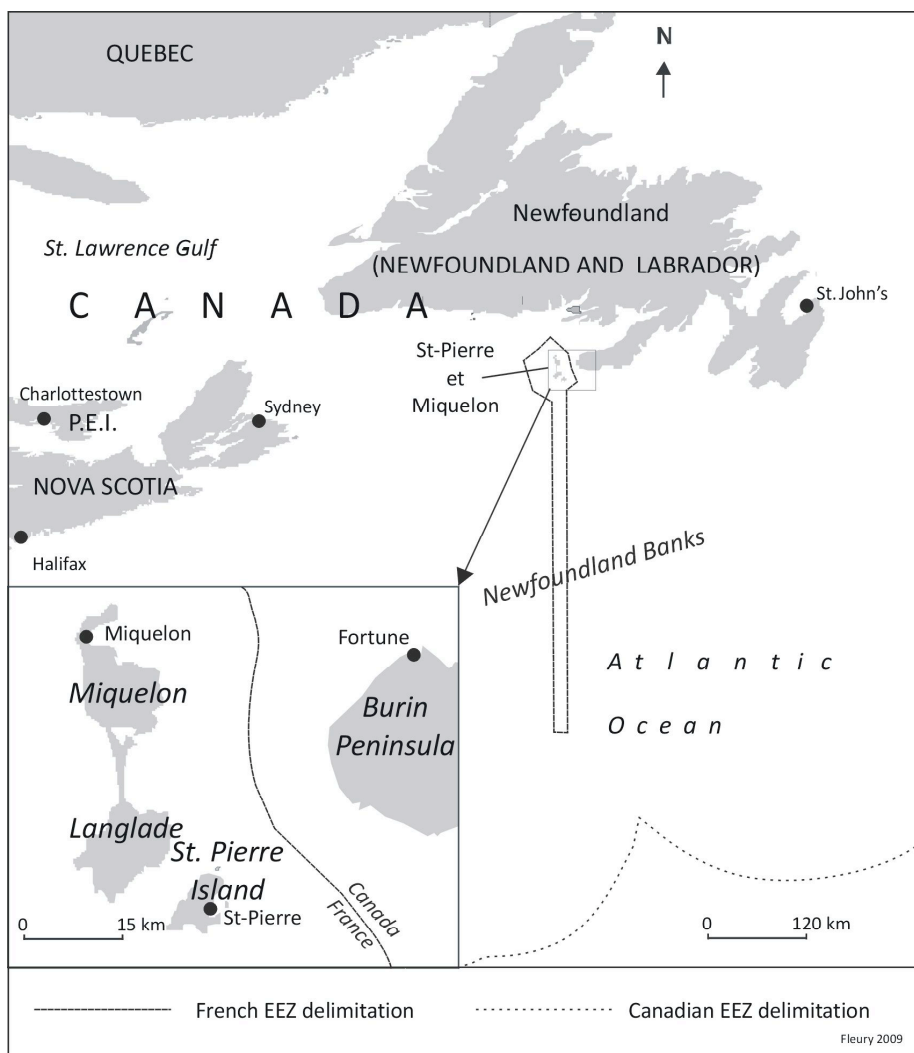 QUEBEC
N
Newfoundland
(NEWFOUNDLAND AND LABRADOR)
St. Lawrence Gulf
C A N A D A
St.John's
St-Pierre
et
Miquelon
Charlottestown
P.E.I.
Sydney
NOVA SCOTIA
Halifax
Newfoundland Banks
Atlantic
Ocean
Miquelon
Miquelon
Fortune
Burin
Peninsula
Langlade
St. Pierre
Island
St-Pierre
Canada
France
0 15 km
0 120 km
French EEZ delimitation
Canadian EEZ delimitation
Fleury 2009